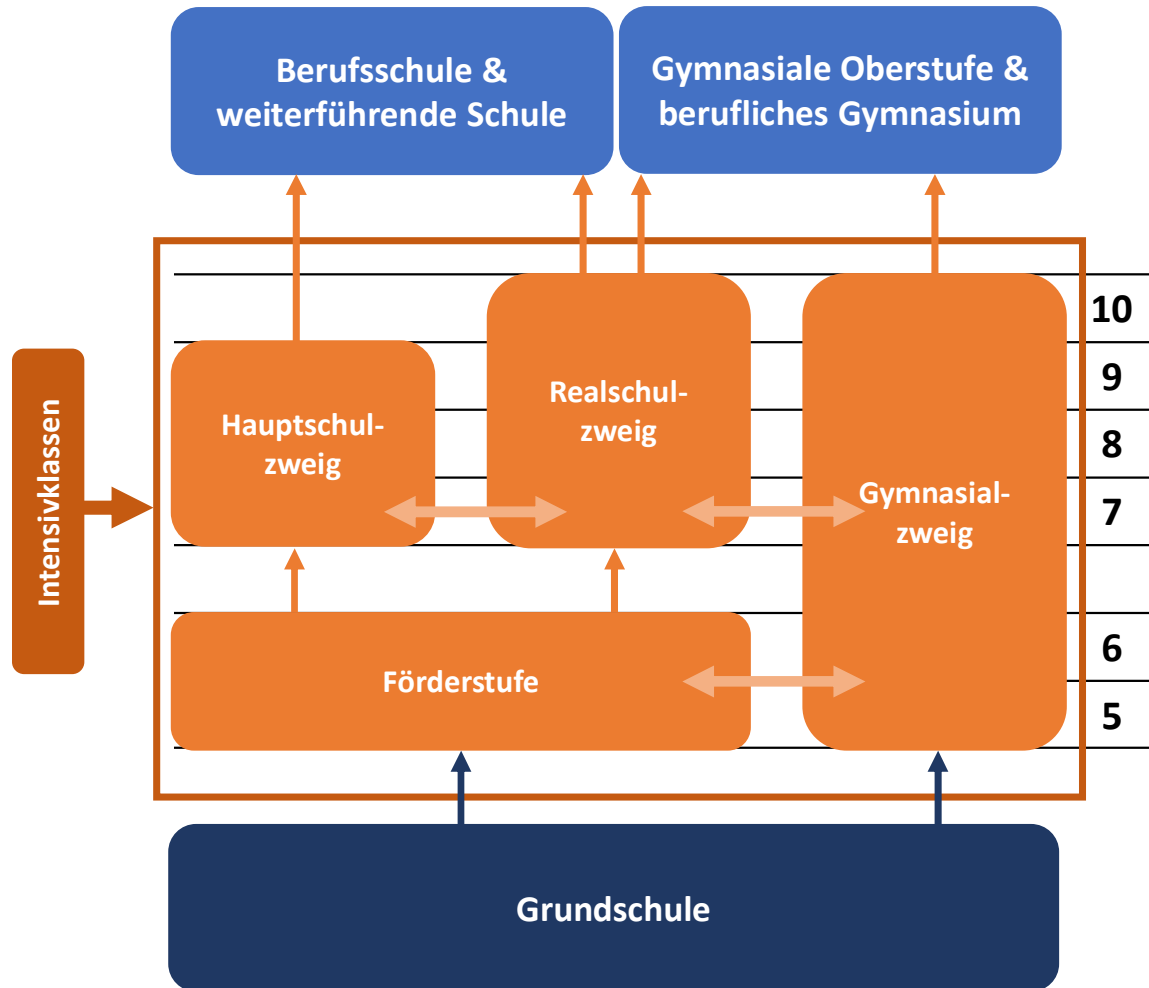 Berufsschule &
weiterführende Schule
Gymnasiale Oberstufe &
berufliches Gymnasium
10
9
8
7
6
5
Intensivklassen
Hauptschul-
zweig
Realschul-
zweig
Gymnasial-
zweig
Förderstufe
Grundschule